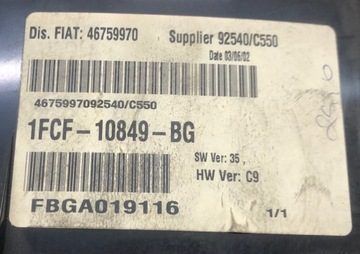 Dis. FIAT: 46759970 Supplier 92540/C550
Date 03/06/02
4675997092540/C550
1FCF-10849-BG
SW Ver: 35 ,
HW Ver: C9
FBGA019116
1/1